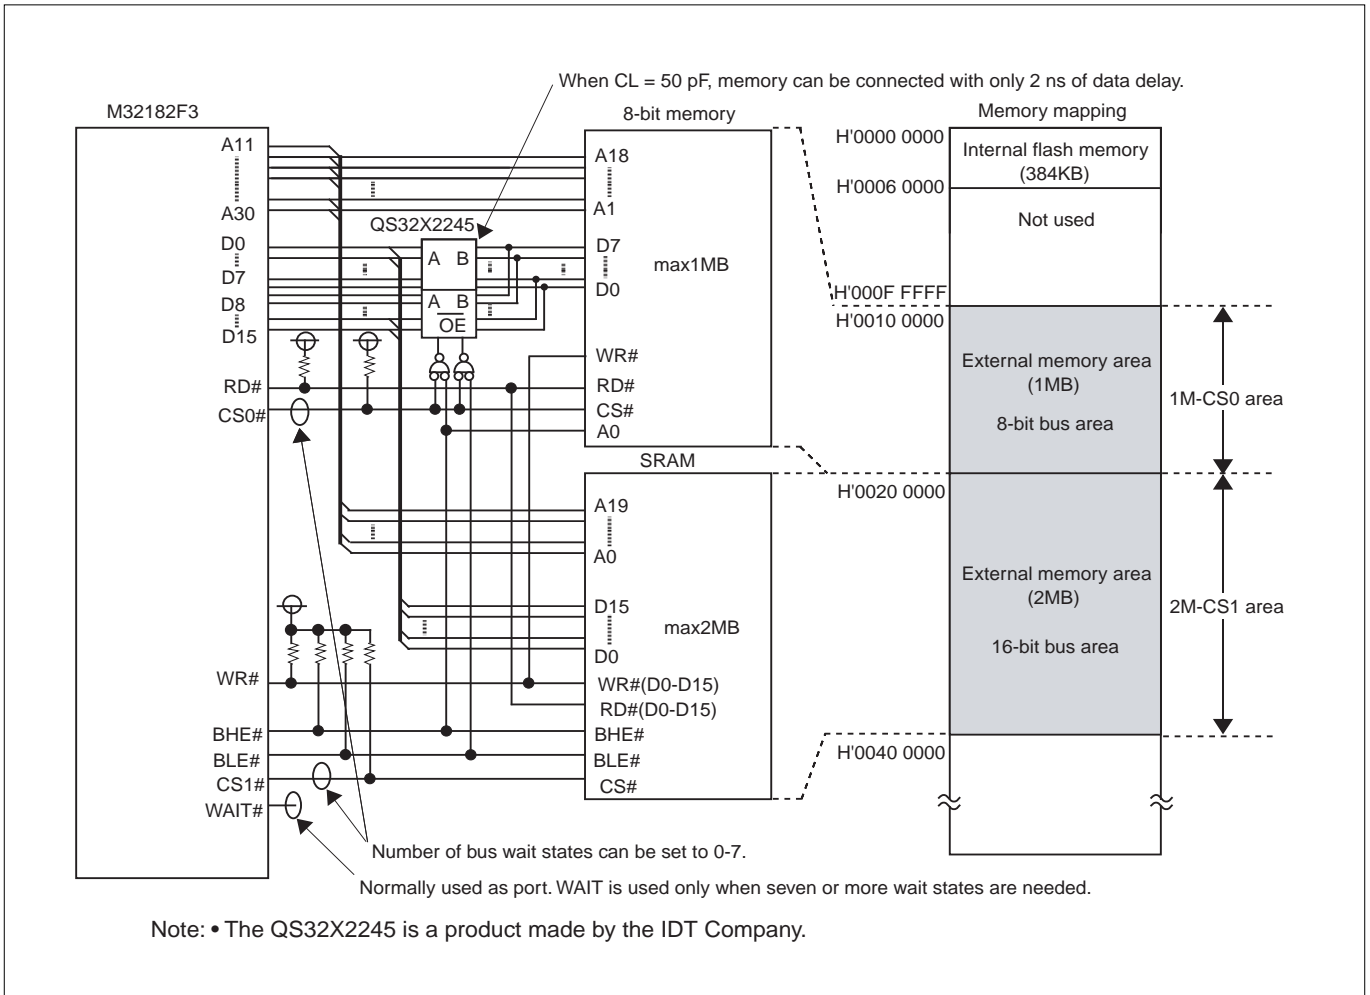 When CL = 50 pF, memory can be connected with only 2 ns of data delay.
M32182F3
8-bit memory
Memory mapping
A11
A30
D0
D7
D8
D15
RD#
CS0#
WR#
BHE#
BLE#
CS1#
WAIT#
QS32X2245
A B
A B
OE
A18
A1
D7
D0
max1MB
WR#
RD#
CS#
A0
SRAM
A19
A0
D15
D0
max2MB
WR#(D0-D15)
RD#(D0-D15)
BHE#
BLE#
CS#
H'0000 0000
Internal flash memory
(384KB)
H'0006 0000
Not used
H'000F FFFF
H'0010 0000
External memory area
(1MB)
8-bit bus area
1M-CS0 area
H'0020 0000
External memory area
(2MB)
16-bit bus area
2M-CS1 area
H'0040 0000
Number of bus wait states can be set to 0-7.
Normally used as port. WAIT is used only when seven or more wait states are needed.
Note: • The QS32X2245 is a product made by the IDT Company.